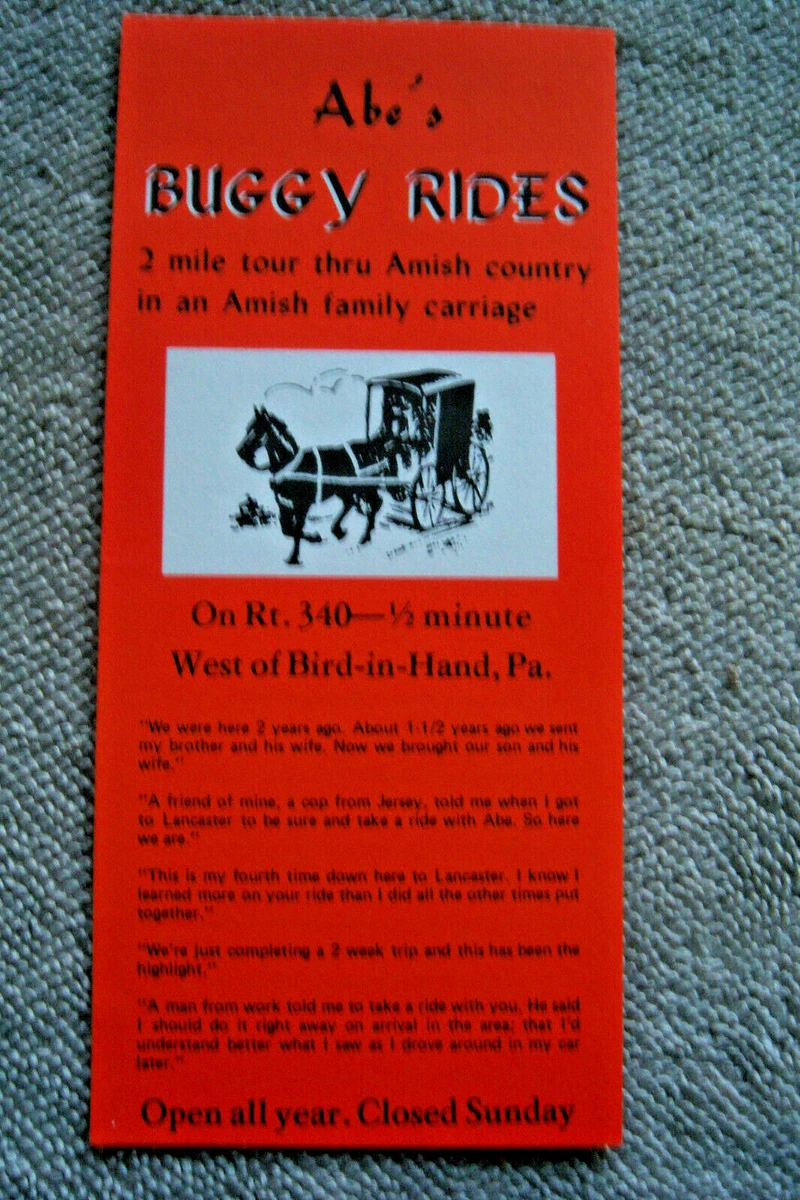 Abe's
BUGGY RIDES
2 mile tour thru Amish country
in an Amish family carriage
On Rt. 340—½ minute
West of Bird-in-Hand, Pa.
"We were here 2 years ago. About 1-1/2 years ago we sent
my brother and his wife. Now we brought our son and his
wife."
"A friend of mine, a cop from Jersey, told me when I got
to Lancaster to be sure and take a ride with Abe. So here
we are."
"This is my fourth time down here to Lancaster. I know I
learned more on your ride than I did all the other times put
together."
"We're just completing a 2 week trip and this has been the
highlight."
"A man from work told me to take a ride with you. He said
I should do it right away on arrival in the area; that I'd
understand better what I saw as I drove around in my car
later."
Open all year. Closed Sunday